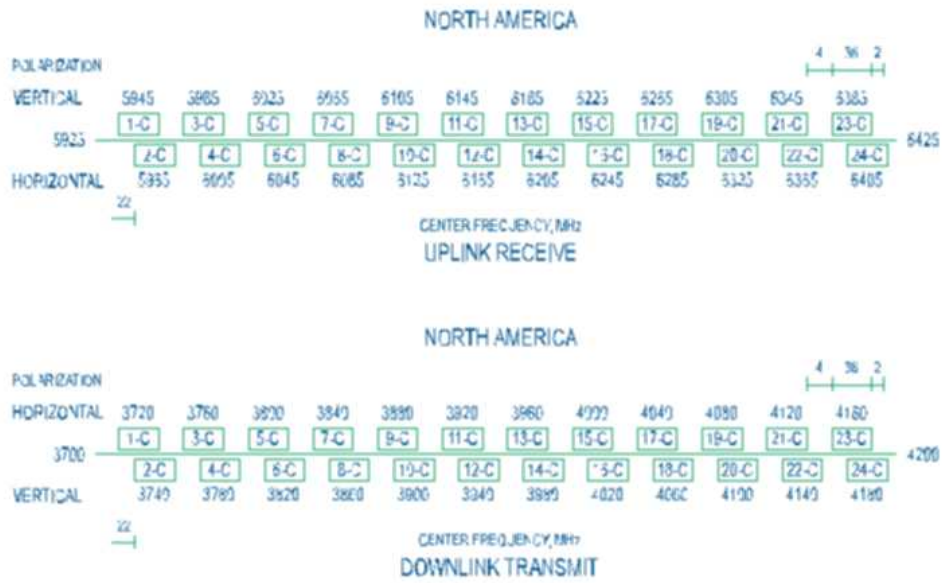 NORTH AMERICA
POLARIZATION
4 36 2
VERTICAL 5945 5985 6025 6065 6105 6145 6185 6225 6265 6305 6345 6385
1-C 3-C 5-C 7-C 9-C 11-C 13-C 15-C 17-C 19-C 21-C 23-C
5925 6425
2-C 4-C 6-C 8-C 10-C 12-C 14-C 16-C 18-C 20-C 22-C 24-C
HORIZONTAL 5965 6005 6045 6085 6125 6165 6205 6245 6285 6325 6365 6405
22
CENTER FREQUENCY, MHz
UPLINK RECEIVE
NORTH AMERICA
POLARIZATION
4 36 2
HORIZONTAL 3720 3760 3800 3840 3880 3920 3960 4000 4040 4080 4120 4160
1-C 3-C 5-C 7-C 9-C 11-C 13-C 15-C 17-C 19-C 21-C 23-C
3700 4200
2-C 4-C 6-C 8-C 10-C 12-C 14-C 16-C 18-C 20-C 22-C 24-C
VERTICAL 3740 3780 3820 3860 3900 3940 3980 4020 4060 4100 4140 4180
22
CENTER FREQUENCY, MHz
DOWNLINK TRANSMIT